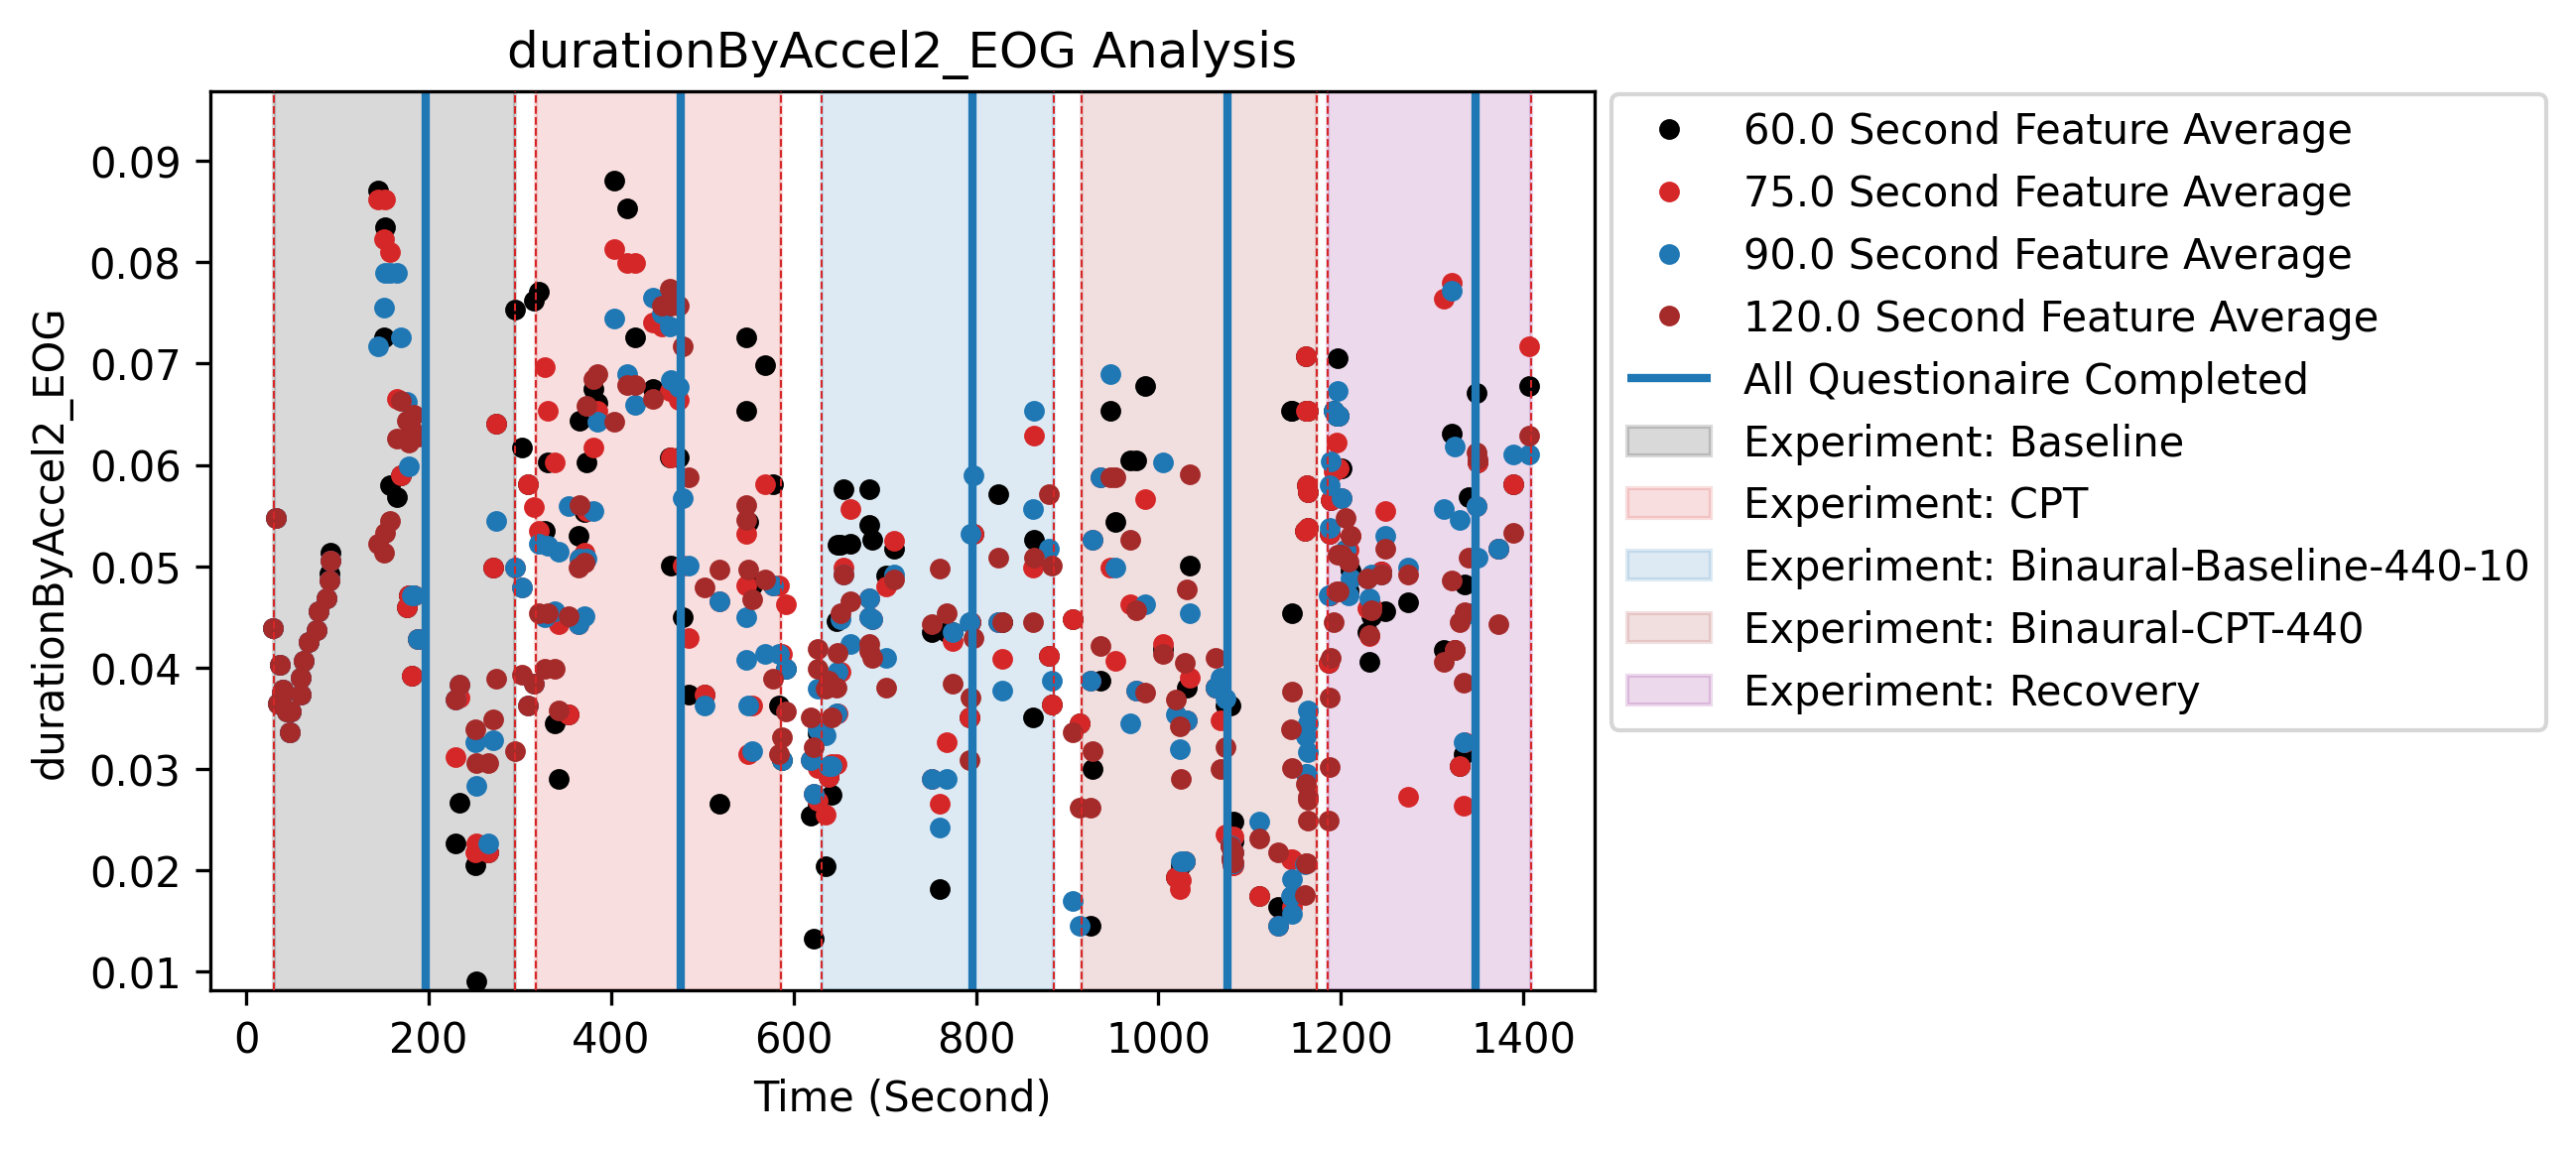 durationByAccel2_EOG Analysis
durationByAccel2_EOG
0.09
0.08
0.07
0.06
0.05
0.04
0.03
0.02
0.01
0
200
400
600
800
1000
1200
1400
Time (Second)
60.0 Second Feature Average
75.0 Second Feature Average
90.0 Second Feature Average
120.0 Second Feature Average
All Questionaire Completed
Experiment: Baseline
Experiment: CPT
Experiment: Binaural-Baseline-440-10
Experiment: Binaural-CPT-440
Experiment: Recovery